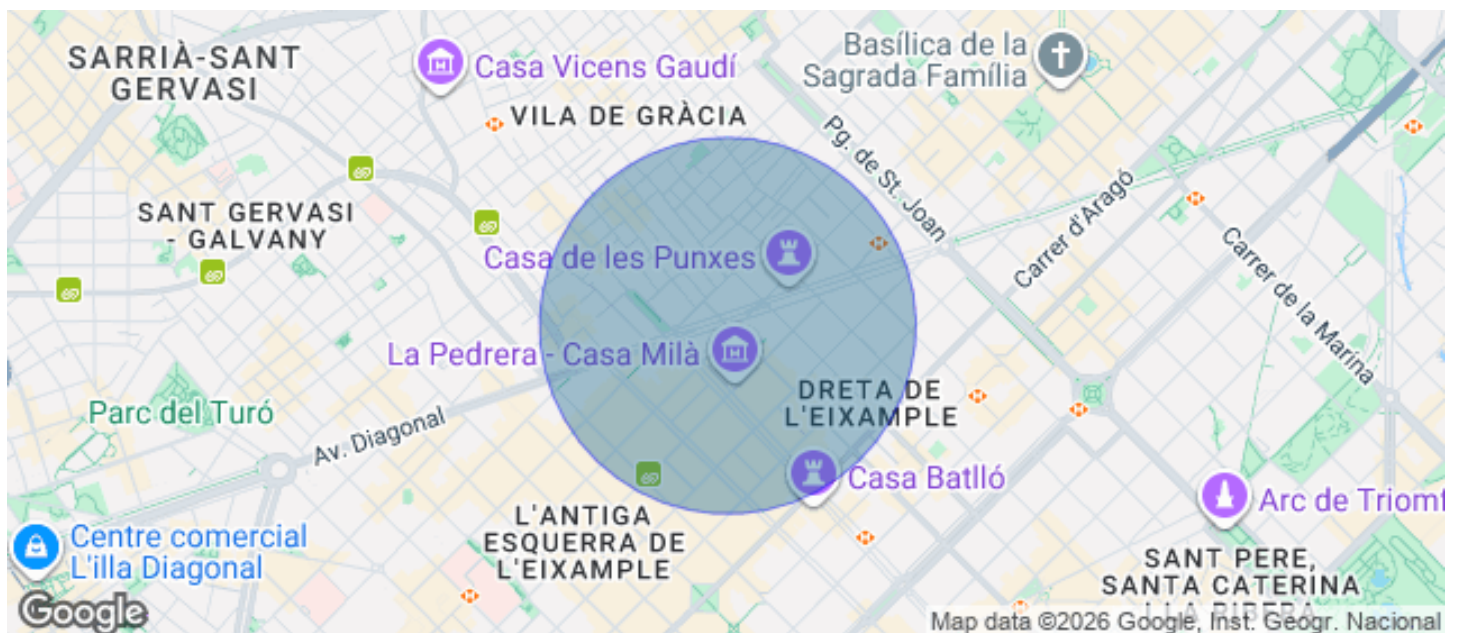 SARRIÀ-SANT
GERVASI
Casa Vicens Gaudí
Basílica de la
Sagrada Família
VILA DE GRÀCIA
Pg. de St. Joan
Carrer d'Aragó
SANT GERVASI
- GALVANY
Casa de les Punxes
Carrer de la Marina
La Pedrera - Casa Milà
DRETA DE
L'EIXAMPLE
Parc del Turó
Av. Diagonal
Casa Batlló
Arc de Triomf
L'ANTIGA
ESQUERRA DE
L'EIXAMPLE
Centre comercial
L'illa Diagonal
SANT PERE,
SANTA CATERINA
I LA RIBERA
Google
Map data ©2026 Google, Inst. Geogr. Nacional